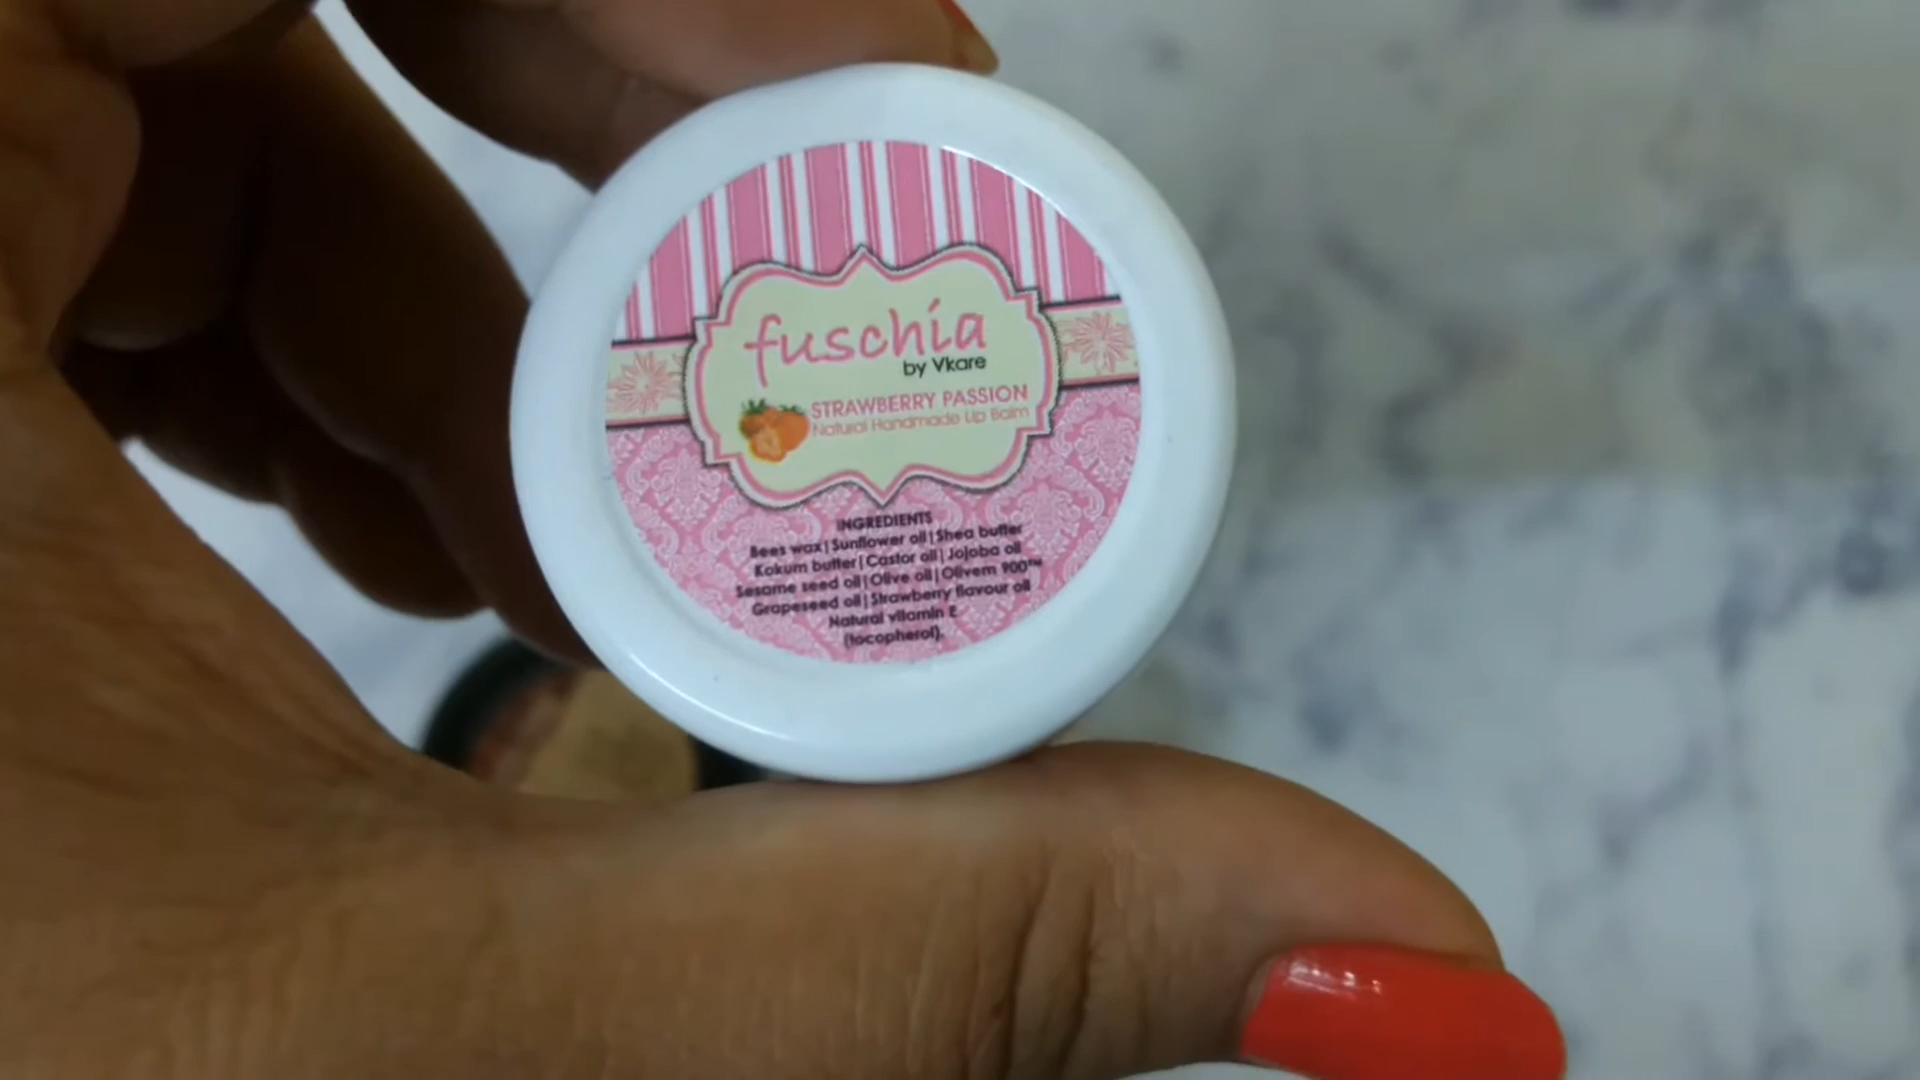 fuschia
by Vkare
STRAWBERRY PASSION
Natural Handmade Lip Balm
INGREDIENTS
Bees wax|Sunflower oil|Shea butter
Kokum butter|Castor oil|Jojoba oil
Sesame seed oil|Olive oil|Olivem 900™
Grapeseed oil|Strawberry flavour oil
Natural vitamin E
(tocopherol).